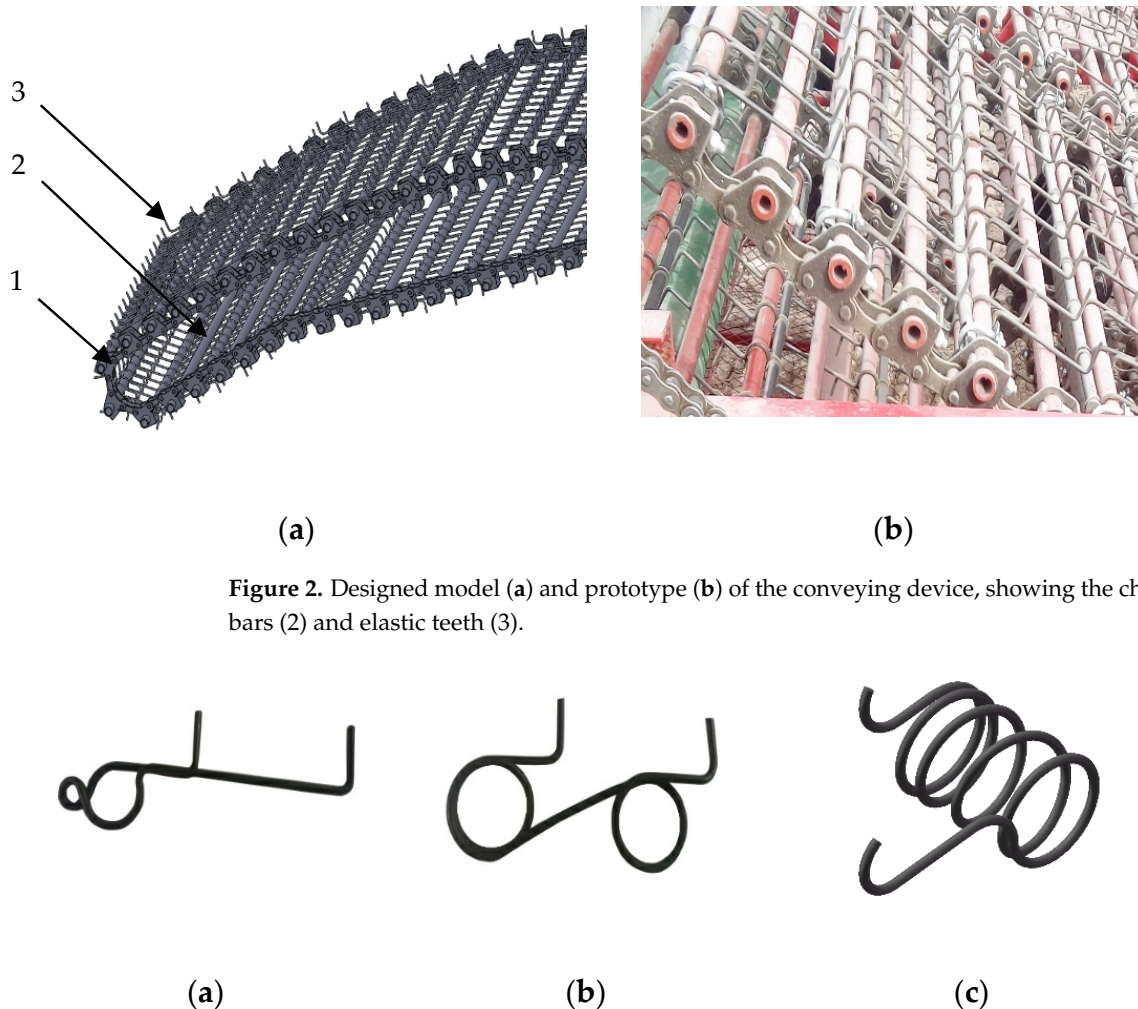 3
2
1
(a)
(b)
Figure 2. Designed model (a) and prototype (b) of the conveying device, showing the
bars (2) and elastic teeth (3).
(a)
(b)
(c)